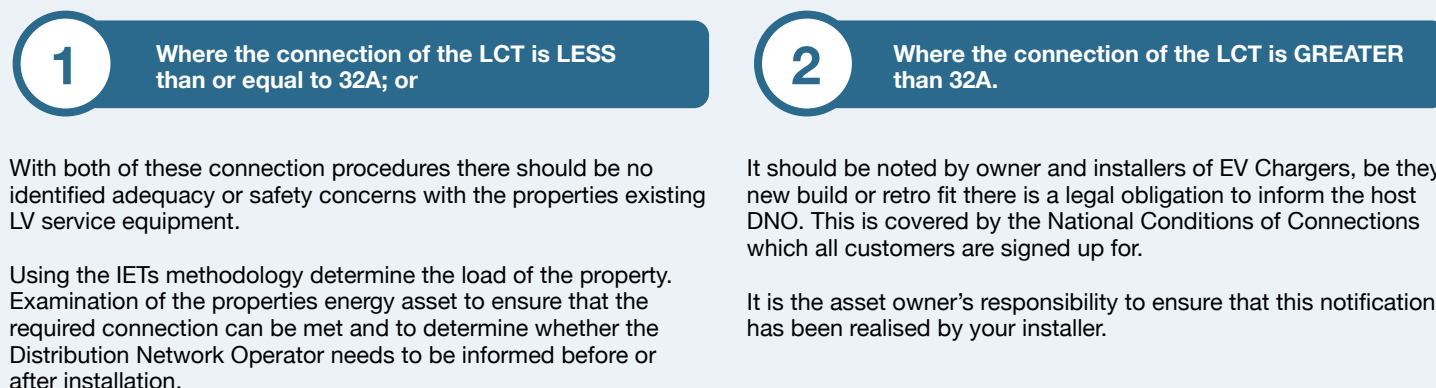 1
Where the connection of the LCT is LESS
than or equal to 32A; or
With both of these connection procedures there should be no
identified adequacy or safety concerns with the properties existing
LV service equipment.
Using the IETs methodology determine the load of the property.
Examination of the properties energy asset to ensure that the
required connection can be met and to determine whether the
Distribution Network Operator needs to be informed before or
after installation.
2
Where the connection of the LCT is GREATER
than 32A.
It should be noted by owner and installers of EV Chargers, be they
new build or retro fit there is a legal obligation to inform the host
DNO. This is covered by the National Conditions of Connections
which all customers are signed up for.
It is the asset owner's responsibility to ensure that this notification
has been realised by your installer.